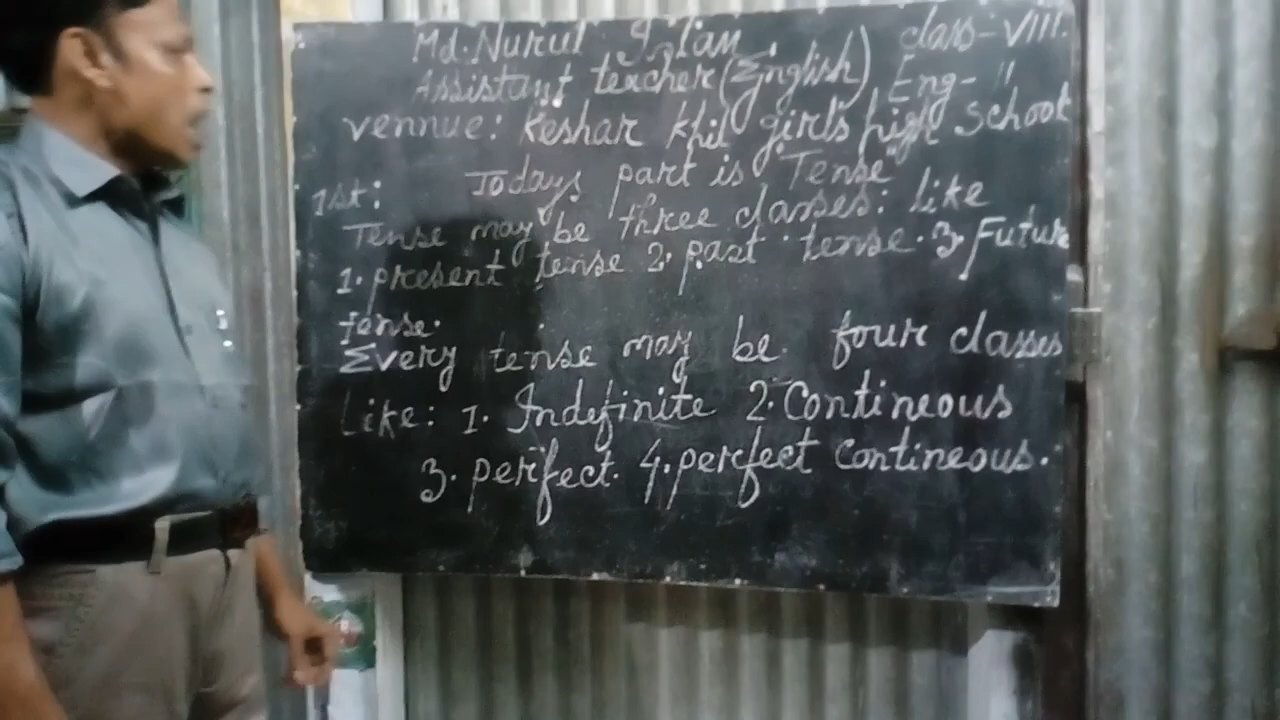 Md. Nurul Islam class-VIII.
Assistant teacher (English) Eng- II
vennue: Keshar khil girls high school
1st: Todays part is "Tense"
Tense may be three classes: like
1. present tense 2. past tense. 3. Future
tense.
Every tense may be four classes
Like: 1. Indefinite 2. Contineous
3. perfect. 4. perfect contineous.